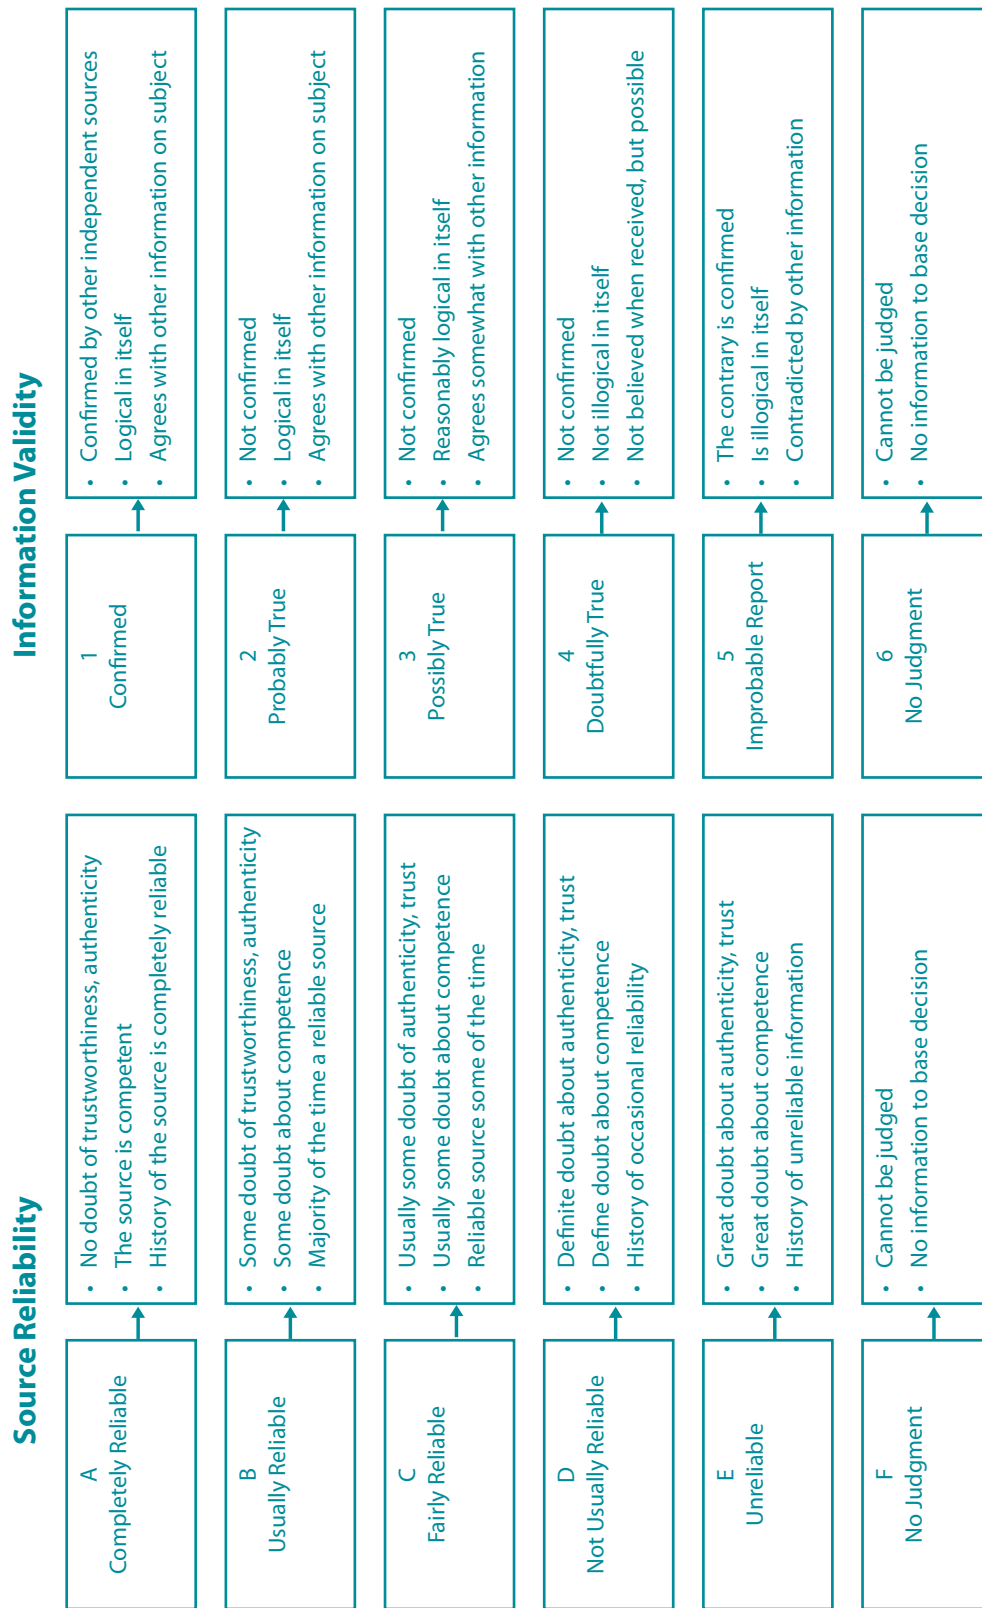 Source Reliability
A
Completely Reliable
• No doubt of trustworthiness, authenticity
• The source is competent
• History of the source is completely reliable
B
Usually Reliable
• Some doubt of trustworthiness, authenticity
• Some doubt about competence
• Majority of the time a reliable source
C
Fairly Reliable
• Usually some doubt of authenticity, trust
• Usually some doubt about competence
• Reliable source some of the time
D
Not Usually Reliable
• Definite doubt about authenticity, trust
• Define doubt about competence
• History of occasional reliability
E
Unreliable
• Great doubt about authenticity, trust
• Great doubt about competence
• History of unreliable information
F
No Judgment
• Cannot be judged
• No information to base decision
Information Validity
1
Confirmed
• Confirmed by other independent sources
• Logical in itself
• Agrees with other information on subject
2
Probably True
• Not confirmed
• Logical in itself
• Agrees with other information on subject
3
Possibly True
• Not confirmed
• Reasonably logical in itself
• Agrees somewhat with other information
4
Doubtfully True
• Not confirmed
• Not illogical in itself
• Not believed when received, but possible
5
Improbable Report
• The contrary is confirmed
• Is illogical in itself
• Contradicted by other information
6
No Judgment
• Cannot be judged
• No information to base decision